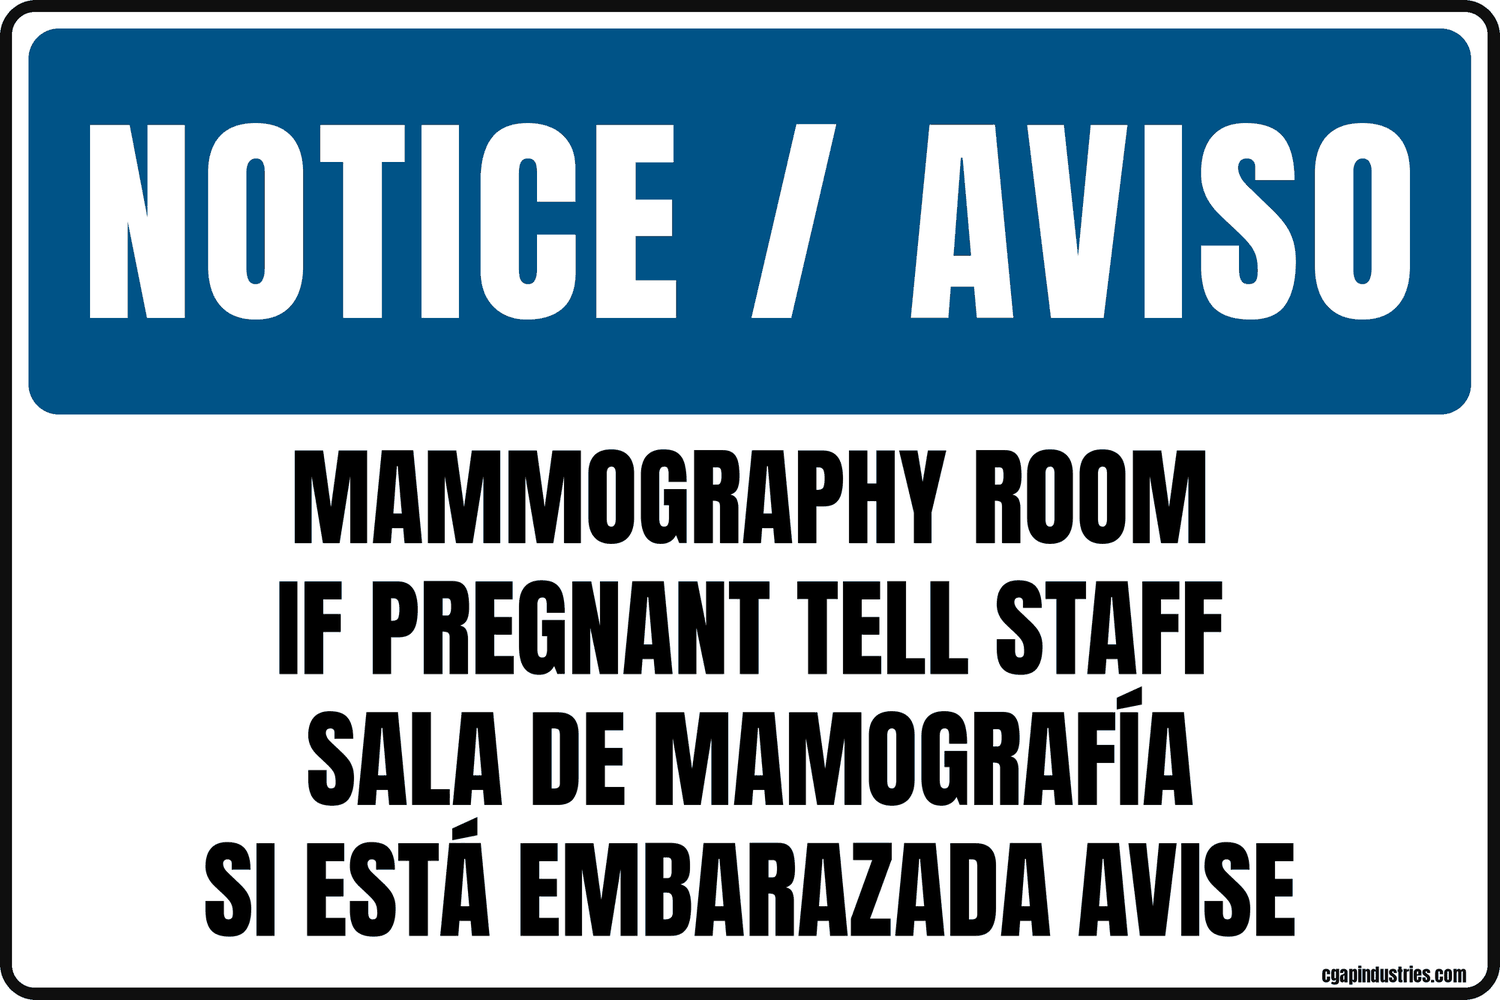 NOTICE / AVISO
MAMMOGRAPHY ROOM
IF PREGNANT TELL STAFF
SALA DE MAMOGRAFÍA
SI ESTÁ EMBARAZADA AVISE
cgapindustries.com